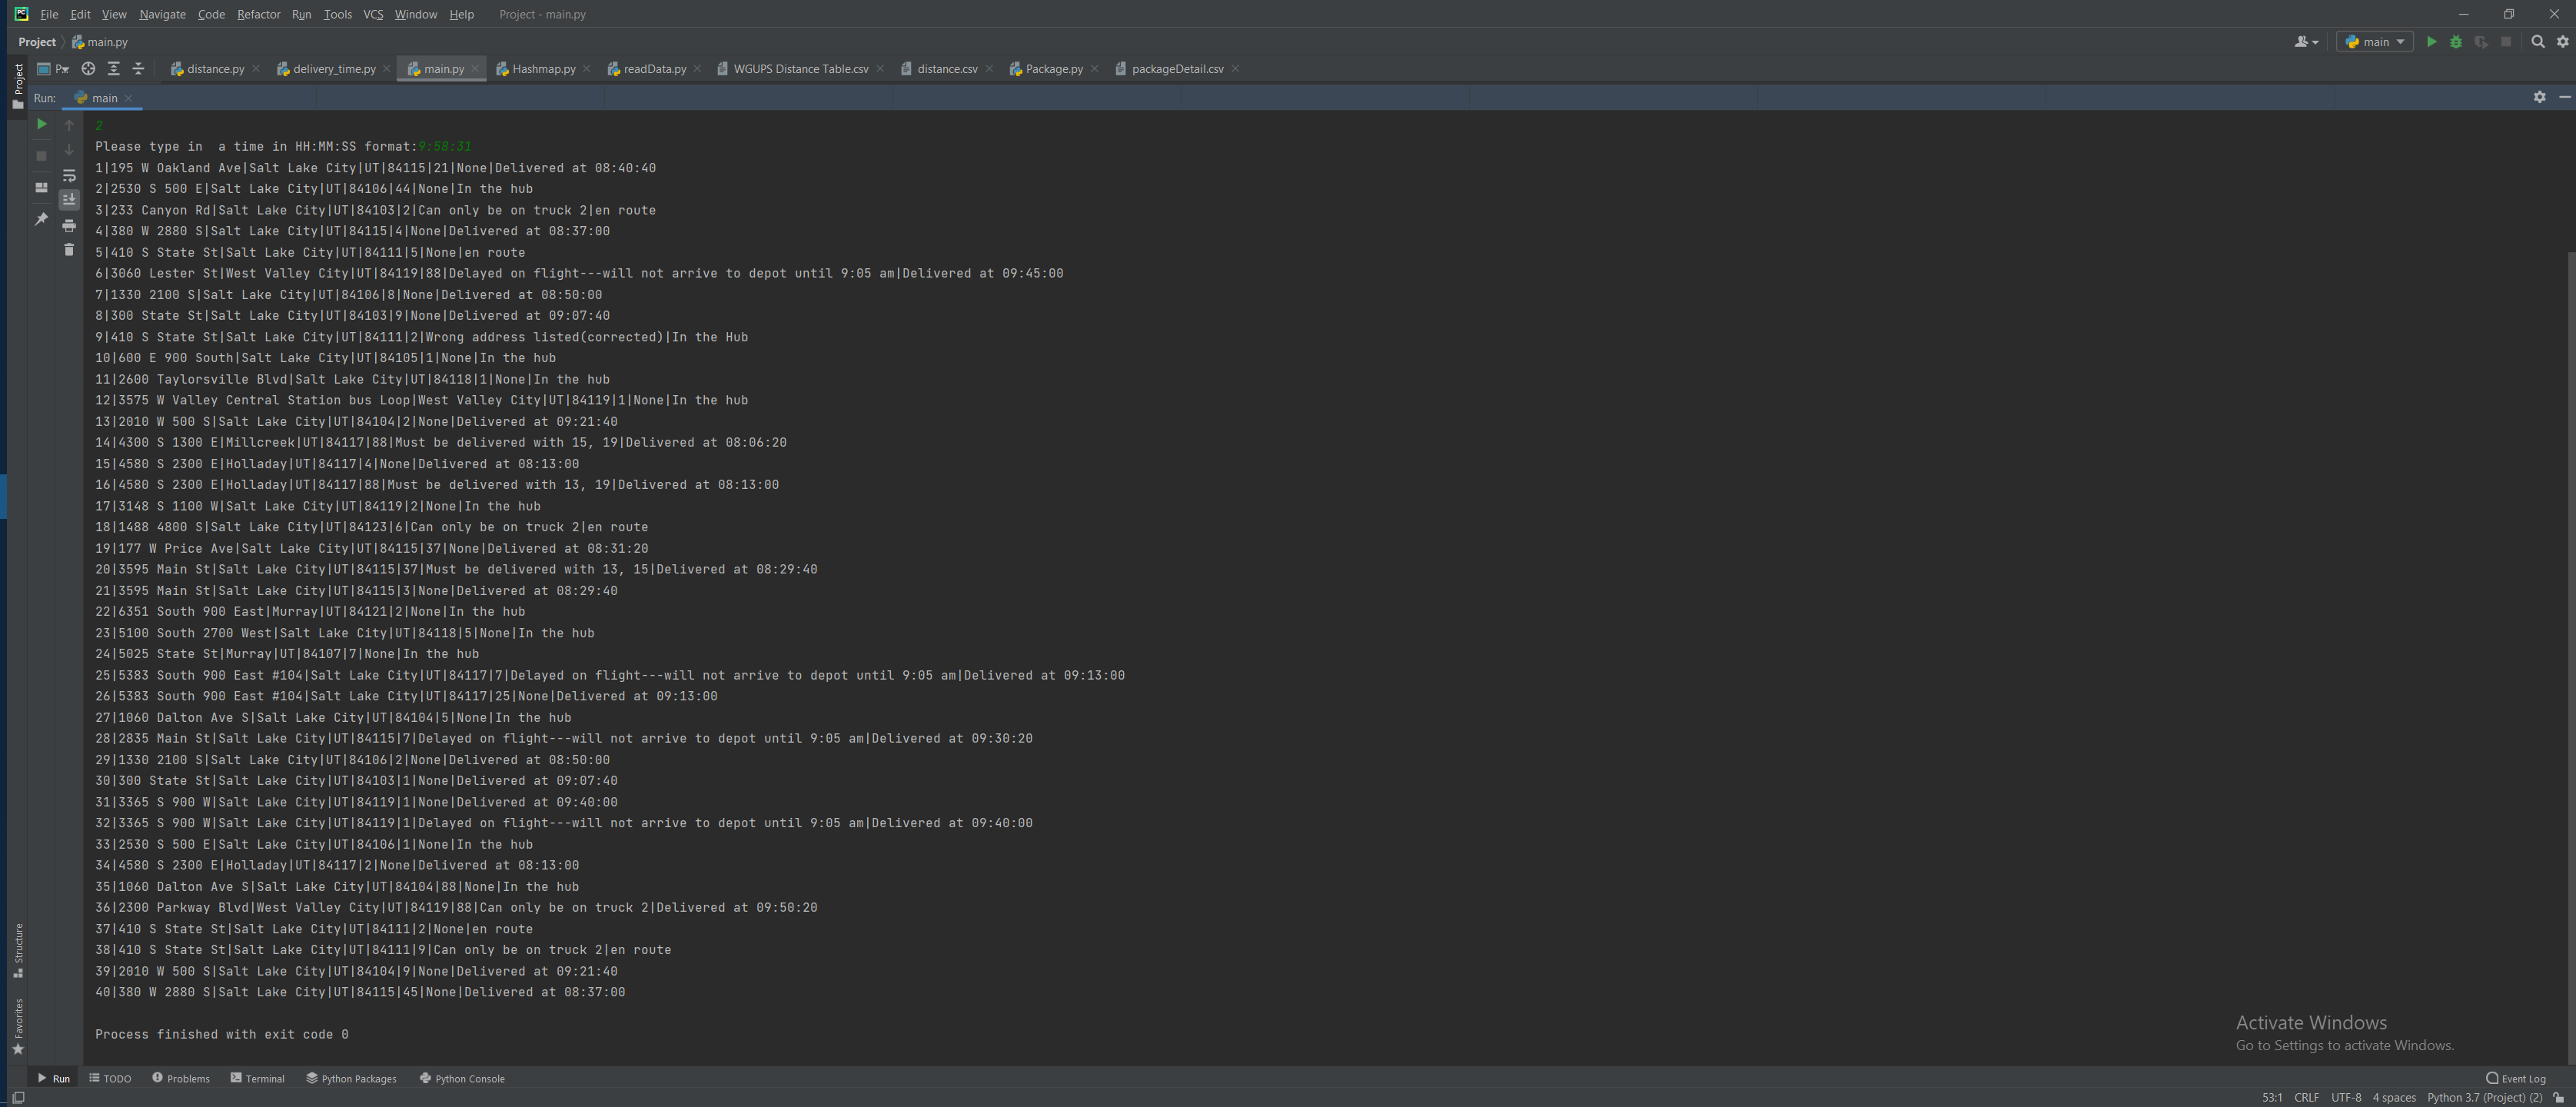 File Edit View Navigate Code Refactor Run Tools VCS Window Help Project - main.py
Project main.py main
Project P distance.py delivery_time.py main.py Hashmap.py readData.py WGUPS Distance Table.csv distance.csv Package.py packageDetail.csv
Run: main
2
Please type in  a time in HH:MM:SS format:9:58:31
1|195 W Oakland Ave|Salt Lake City|UT|84115|21|None|Delivered at 08:40:40
2|2530 S 500 E|Salt Lake City|UT|84106|44|None|In the hub
3|233 Canyon Rd|Salt Lake City|UT|84103|2|Can only be on truck 2|en route
4|380 W 2880 S|Salt Lake City|UT|84115|4|None|Delivered at 08:37:00
5|410 S State St|Salt Lake City|UT|84111|5|None|en route
6|3060 Lester St|West Valley City|UT|84119|88|Delayed on flight---will not arrive to depot until 9:05 am|Delivered at 09:45:00
7|1330 2100 S|Salt Lake City|UT|84106|8|None|Delivered at 08:50:00
8|300 State St|Salt Lake City|UT|84103|9|None|Delivered at 09:07:40
9|410 S State St|Salt Lake City|UT|84111|2|Wrong address listed(corrected)|In the Hub
10|600 E 900 South|Salt Lake City|UT|84105|1|None|In the hub
11|2600 Taylorsville Blvd|Salt Lake City|UT|84118|1|None|In the hub
12|3575 W Valley Central Station bus Loop|West Valley City|UT|84119|1|None|In the hub
13|2010 W 500 S|Salt Lake City|UT|84104|2|None|Delivered at 09:21:40
14|4300 S 1300 E|Millcreek|UT|84117|88|Must be delivered with 15, 19|Delivered at 08:06:20
15|4580 S 2300 E|Holladay|UT|84117|4|None|Delivered at 08:13:00
16|4580 S 2300 E|Holladay|UT|84117|88|Must be delivered with 13, 19|Delivered at 08:13:00
17|3148 S 1100 W|Salt Lake City|UT|84119|2|None|In the hub
18|1488 4800 S|Salt Lake City|UT|84123|6|Can only be on truck 2|en route
19|177 W Price Ave|Salt Lake City|UT|84115|37|None|Delivered at 08:31:20
20|3595 Main St|Salt Lake City|UT|84115|37|Must be delivered with 13, 15|Delivered at 08:29:40
21|3595 Main St|Salt Lake City|UT|84115|3|None|Delivered at 08:29:40
22|6351 South 900 East|Murray|UT|84121|2|None|In the hub
23|5100 South 2700 West|Salt Lake City|UT|84118|5|None|In the hub
24|5025 State St|Murray|UT|84107|7|None|In the hub
25|5383 South 900 East #104|Salt Lake City|UT|84117|7|Delayed on flight---will not arrive to depot until 9:05 am|Delivered at 09:13:00
26|5383 South 900 East #104|Salt Lake City|UT|84117|25|None|Delivered at 09:13:00
27|1060 Dalton Ave S|Salt Lake City|UT|84104|5|None|In the hub
28|2835 Main St|Salt Lake City|UT|84115|7|Delayed on flight---will not arrive to depot until 9:05 am|Delivered at 09:30:20
29|1330 2100 S|Salt Lake City|UT|84106|2|None|Delivered at 08:50:00
30|300 State St|Salt Lake City|UT|84103|1|None|Delivered at 09:07:40
31|3365 S 900 W|Salt Lake City|UT|84119|1|None|Delivered at 09:40:00
32|3365 S 900 W|Salt Lake City|UT|84119|1|Delayed on flight---will not arrive to depot until 9:05 am|Delivered at 09:40:00
33|2530 S 500 E|Salt Lake City|UT|84106|1|None|In the hub
34|4580 S 2300 E|Holladay|UT|84117|2|None|Delivered at 08:13:00
35|1060 Dalton Ave S|Salt Lake City|UT|84104|88|None|In the hub
36|2300 Parkway Blvd|West Valley City|UT|84119|88|Can only be on truck 2|Delivered at 09:50:20
37|410 S State St|Salt Lake City|UT|84111|2|None|en route
38|410 S State St|Salt Lake City|UT|84111|9|Can only be on truck 2|en route
39|2010 W 500 S|Salt Lake City|UT|84104|9|None|Delivered at 09:21:40
40|380 W 2880 S|Salt Lake City|UT|84115|45|None|Delivered at 08:37:00
Process finished with exit code 0
Structure
Favorites
Activate Windows
Go to Settings to activate Windows.
Run TODO Problems Terminal Python Packages Python Console Event Log
53:1 CRLF UTF-8 4 spaces Python 3.7 (Project) (2)